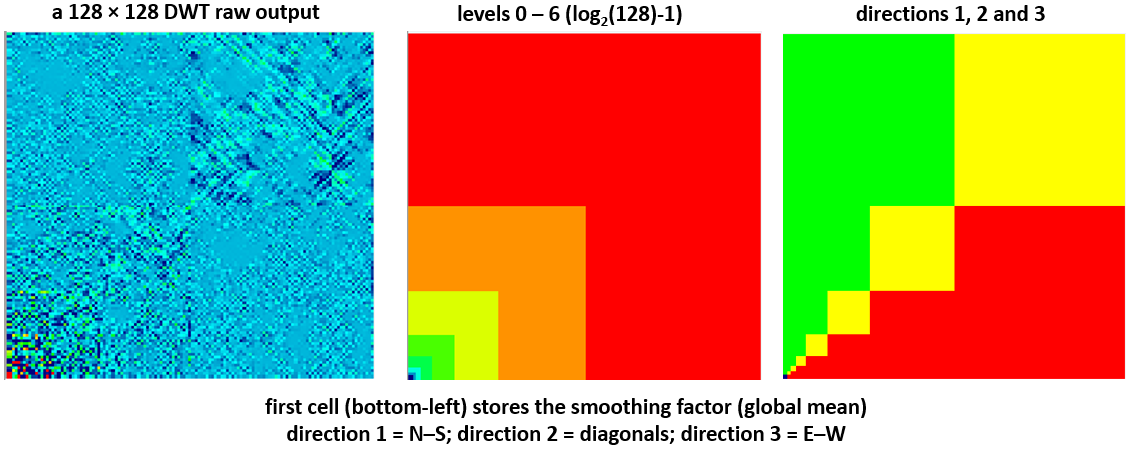 a 128 × 128 DWT raw output
levels 0 – 6 (log₂(128)-1)
directions 1, 2 and 3
first cell (bottom-left) stores the smoothing factor (global mean)
direction 1 = N–S; direction 2 = diagonals; direction 3 = E–W